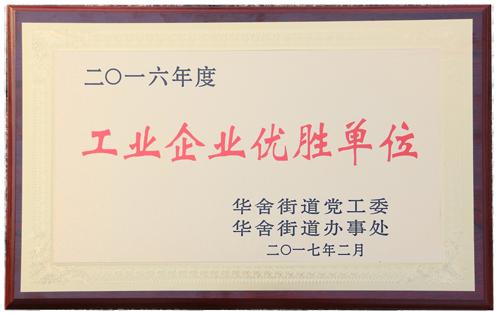 二〇一六年度
工业企业优胜单位
华舍街道党工委
华舍街道办事处
二〇一七年二月